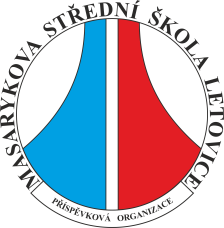 MASARYKOVA STŘEDNÍ ŠKOLA LETOVICE
PŘÍSPĚVKOVÁ ORGANIZACE